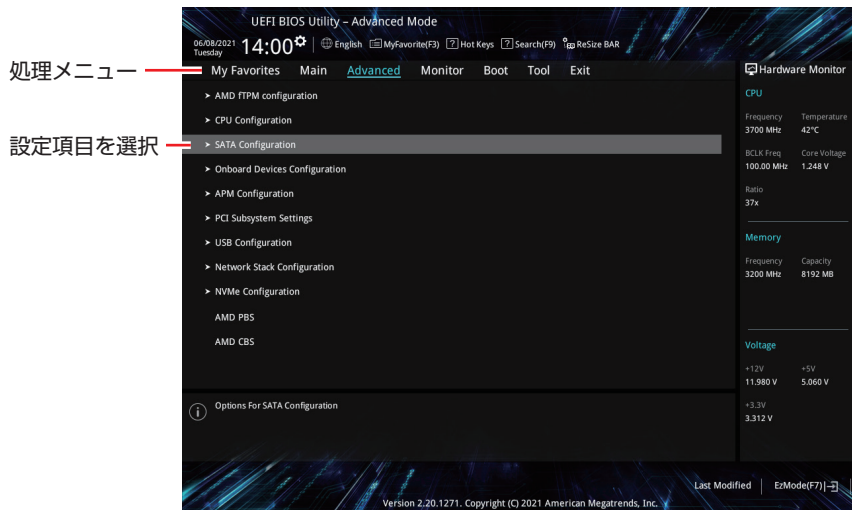 UEFI BIOS Utility – Advanced Mode
06/08/2021
Tuesday
14:00
English
MyFavorite(F3)
Hot Keys
Search(F9)
ReSize BAR
処理メニュー
My Favorites Main Advanced Monitor Boot Tool Exit
設定項目を選択
AMD fTPM configuration
CPU Configuration
SATA Configuration
Onboard Devices Configuration
APM Configuration
PCI Subsystem Settings
USB Configuration
Network Stack Configuration
NVMe Configuration
AMD PBS
AMD CBS
Options For SATA Configuration
Hardware Monitor
CPU
Frequency Temperature
3700 MHz 42°C
BCLK Freq Core Voltage
100.00 MHz 1.248 V
Ratio
37x
Memory
Frequency Capacity
3200 MHz 8192 MB
Voltage
+12V +5V
11.980 V 5.060 V
+3.3V
3.312 V
Last Modified
EzMode(F7)
Version 2.20.1271. Copyright (C) 2021 American Megatrends, Inc.